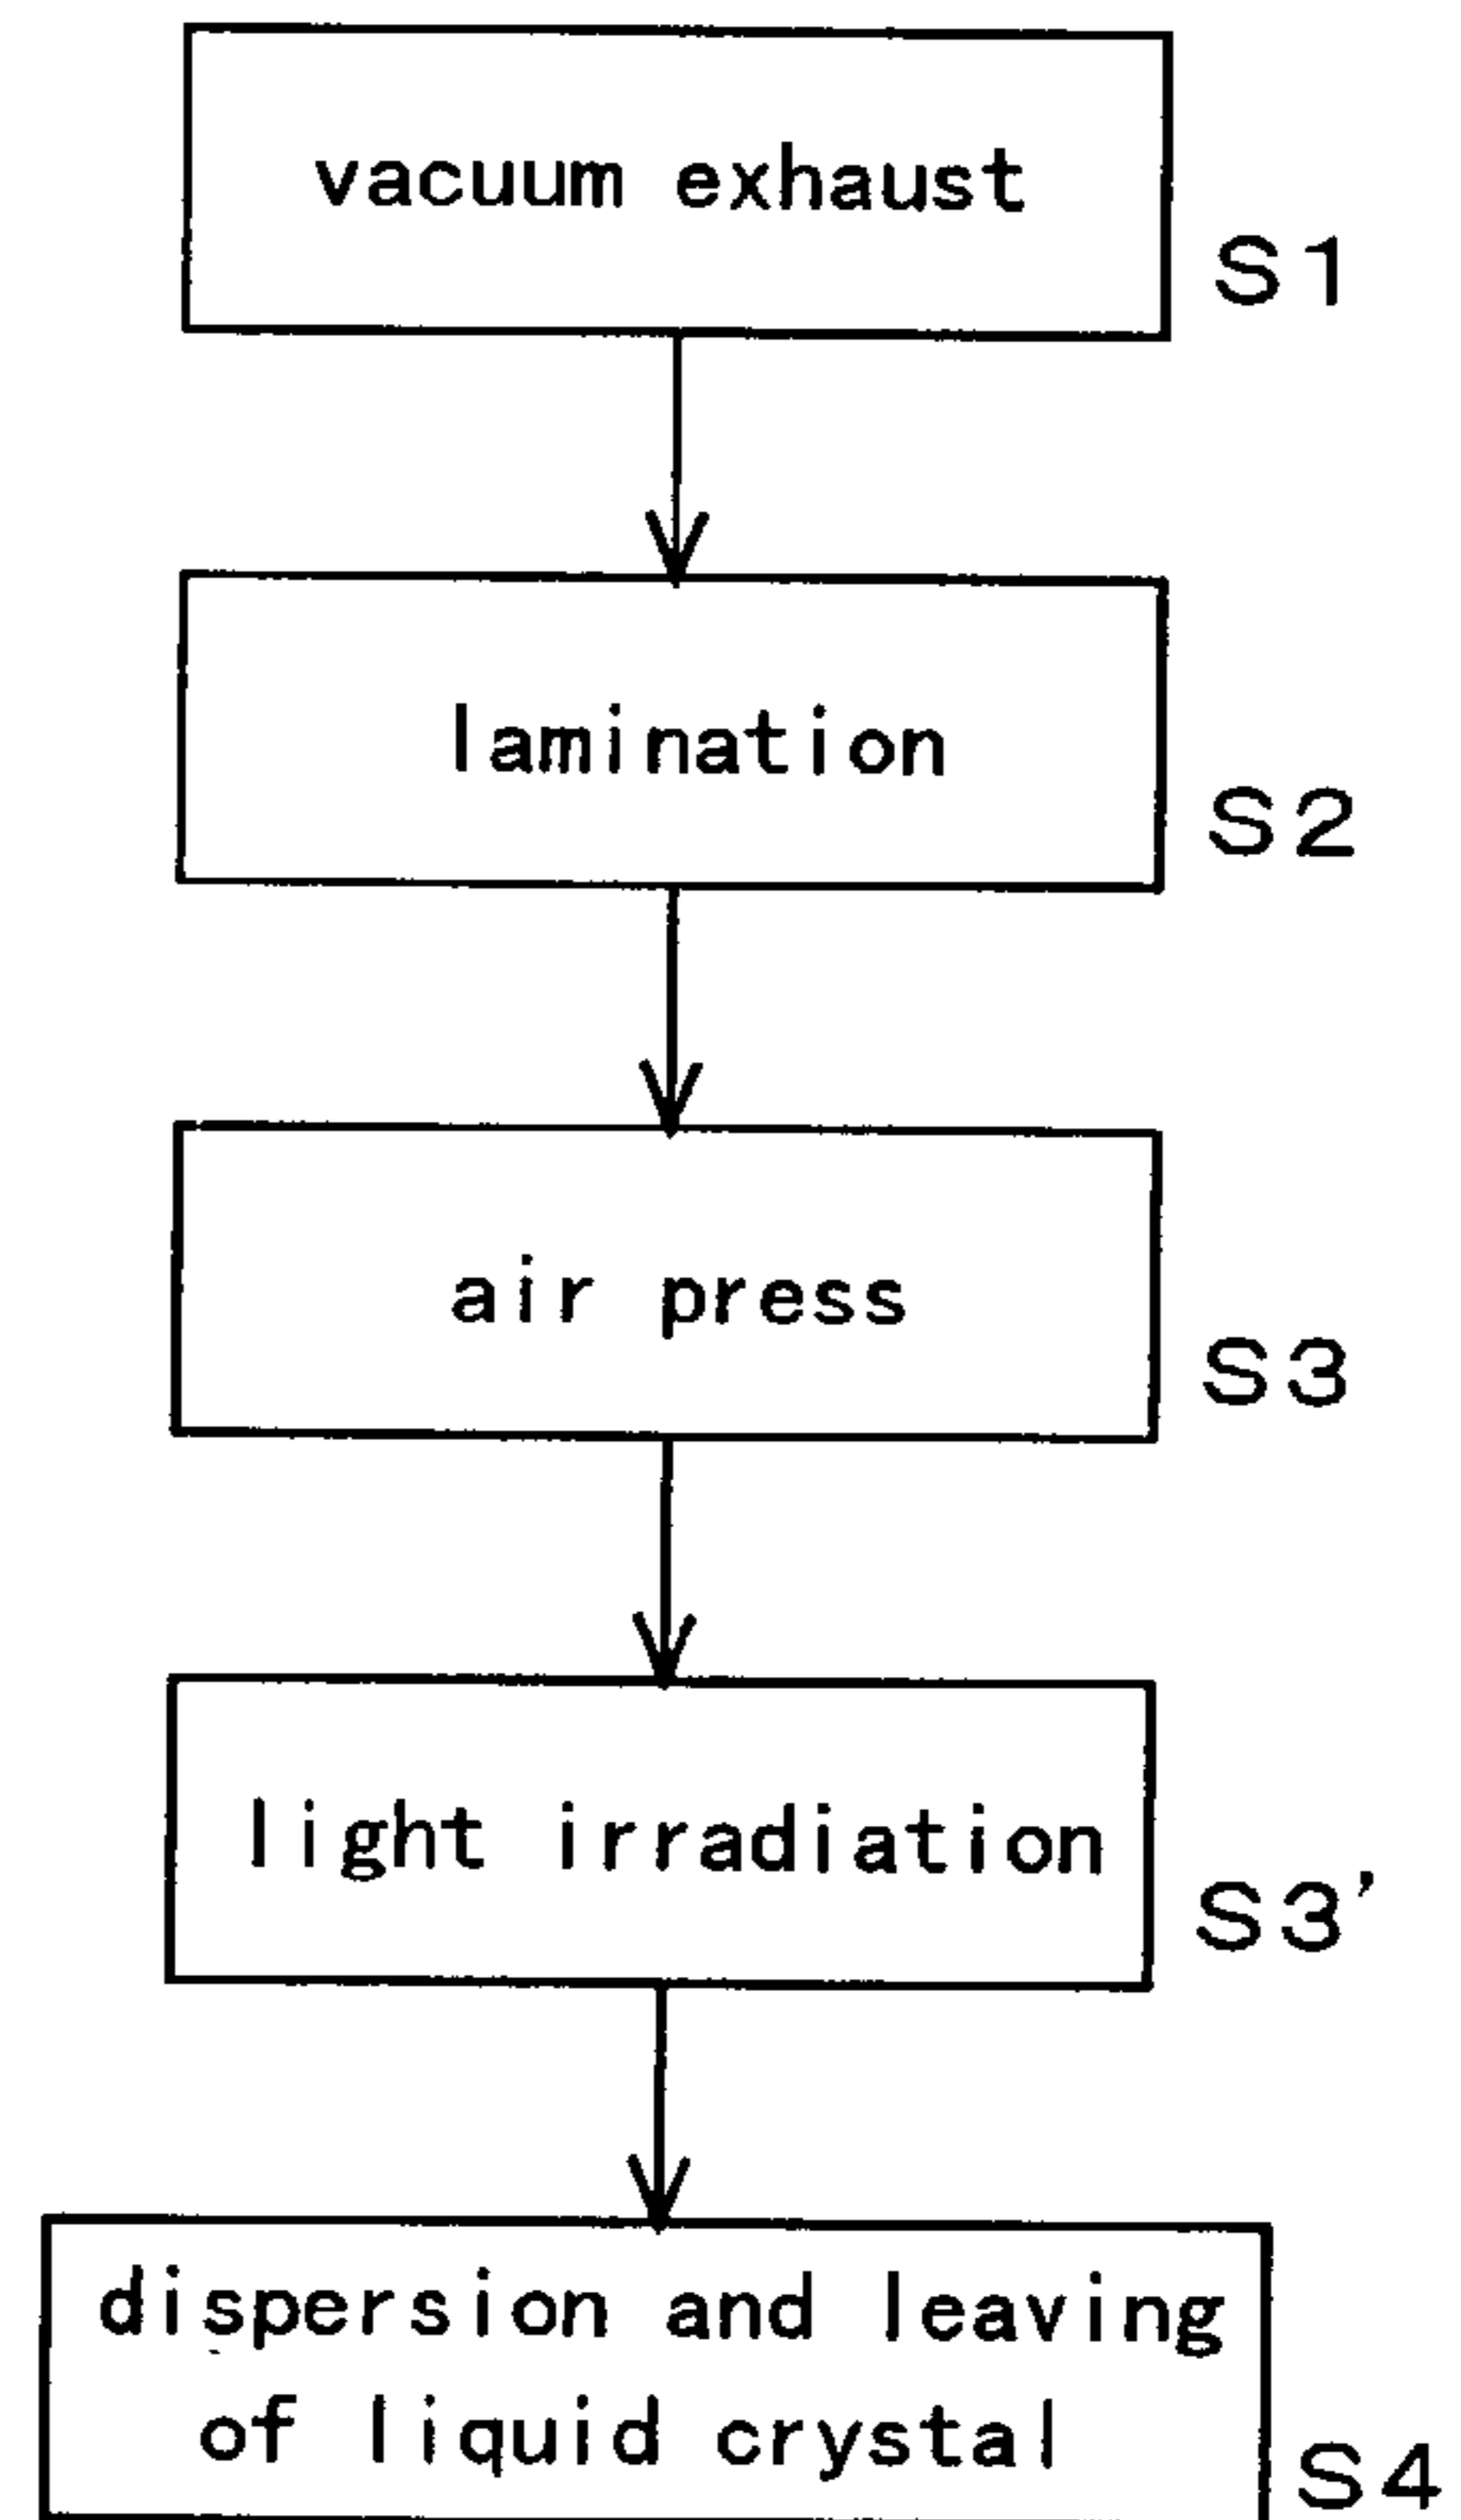 vacuum exhaust
S1
lamination
S2
air press
S3
light irradiation
S3'
dispersion and leaving
of liquid crystal
S4